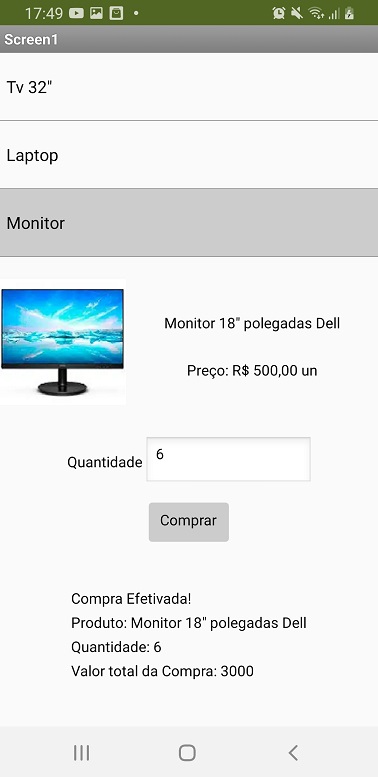 17:49
Screen1
Tv 32"
Laptop
Monitor
Monitor 18" polegadas Dell
Preço: R$ 500,00 un
Quantidade 6
Comprar
Compra Efetivada!
Produto: Monitor 18" polegadas Dell
Quantidade: 6
Valor total da Compra: 3000